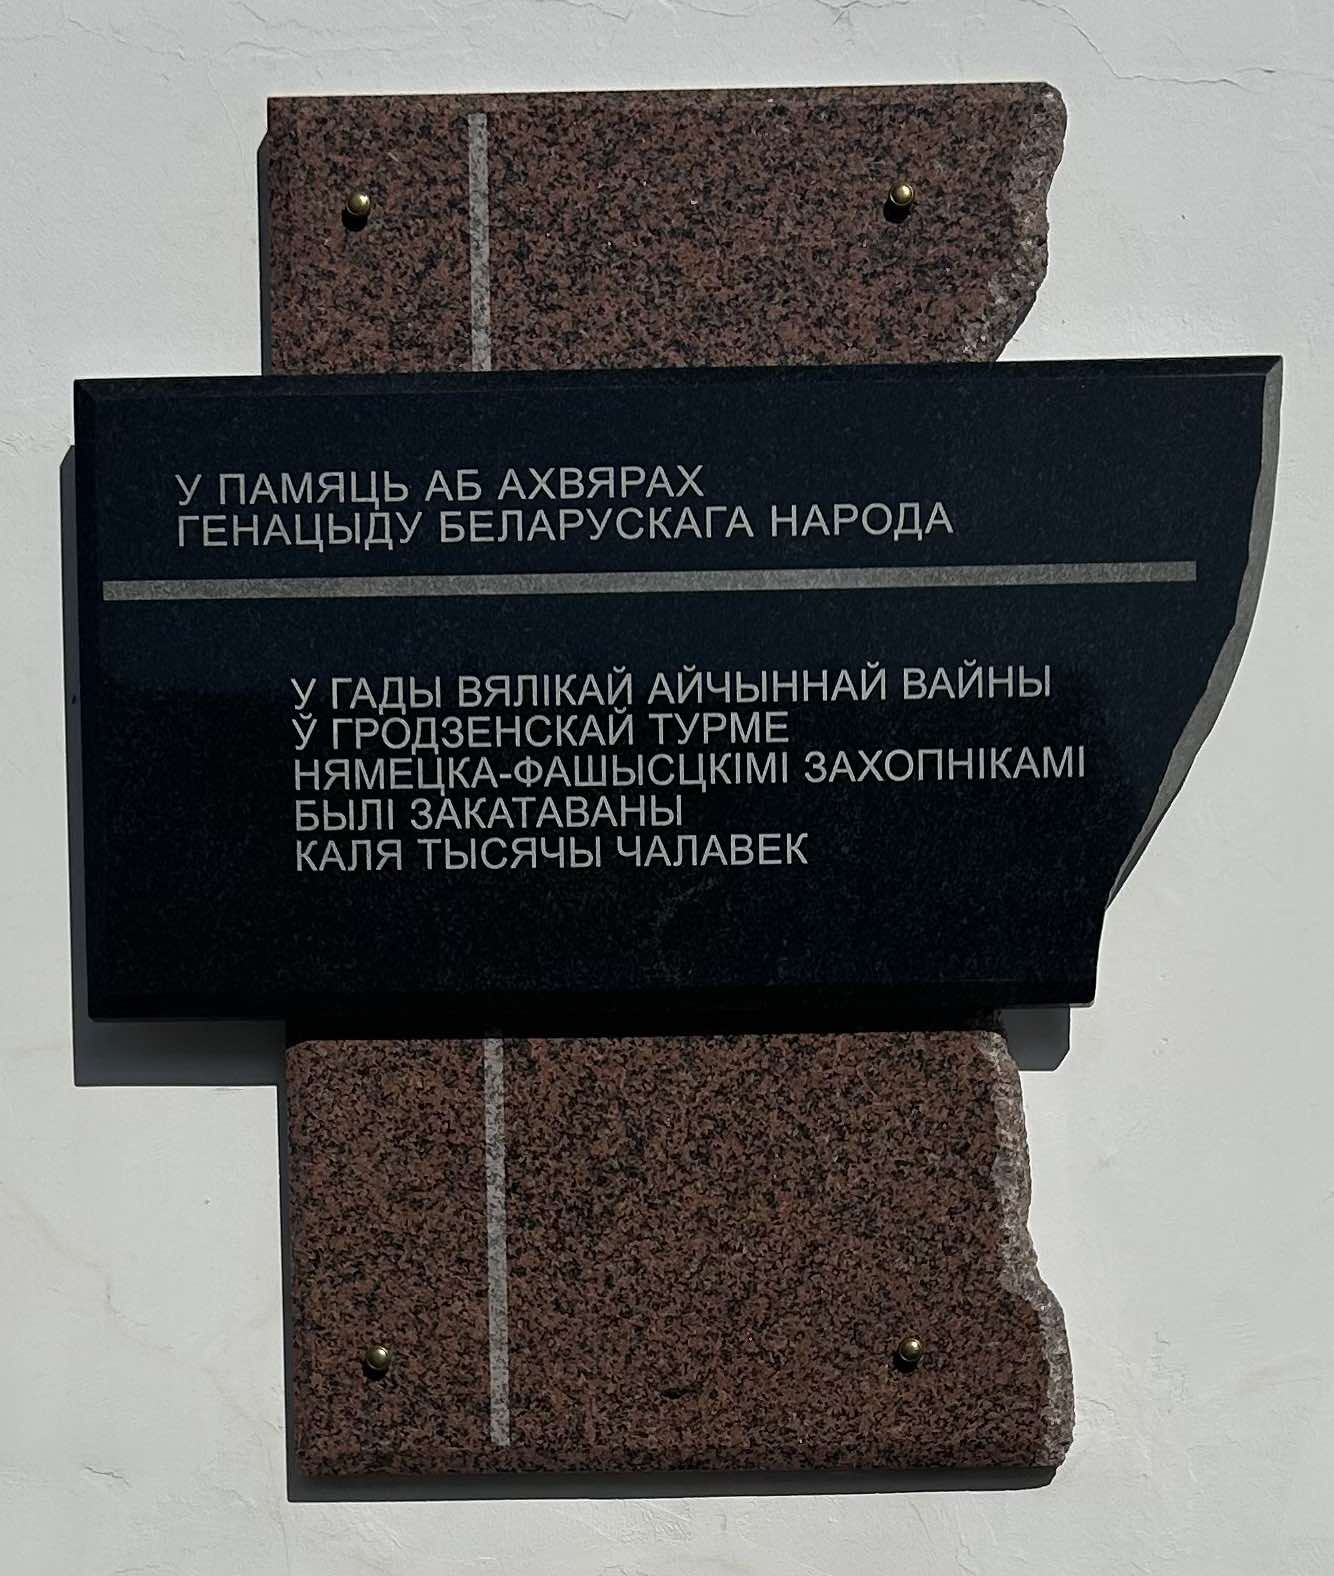 У ПАМЯЦЬ АБ АХВЯРАХ
ГЕНАЦЫДУ БЕЛАРУСКАГА НАРОДА
У ГАДЫ ВЯЛІКАЙ АЙЧЫННАЙ ВАЙНЫ
Ў ГРОДЗЕНСКАЙ ТУРМЕ
НЯМЕЦКА-ФАШЫСЦКІМІ ЗАХОПНІКАМІ
БЫЛІ ЗАКАТАВАНЫ
КАЛЯ ТЫСЯЧЫ ЧАЛАВЕК